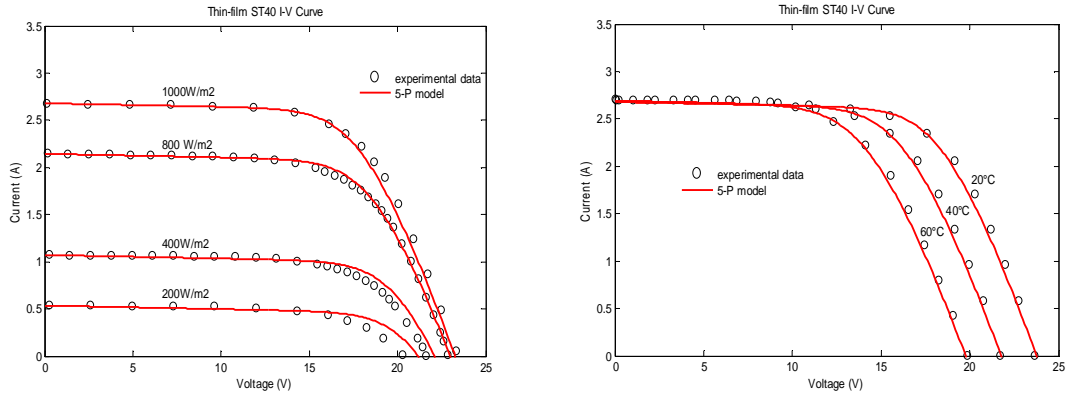 Thin-film ST40 I-V Curve
3.5
3
2.5
2
1.5
1
0.5
0
Current (A)
1000W/m2
800 W/m2
400W/m2
200W/m2
experimental data
5-P model
0 5 10 15 20 25
Voltage (V)
Thin-film ST40 I-V Curve
3.5
3
2.5
2
1.5
1
0.5
0
Current (A)
experimental data
5-P model
20°C
40°C
60°C
0 5 10 15 20 25
Voltage (V)